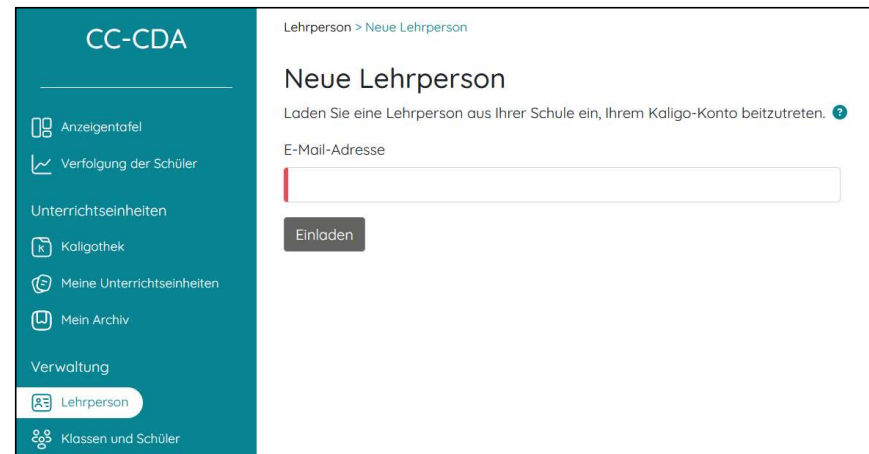 CC-CDA
Anzeigentafel
Verfolgung der Schüler
Unterrichtseinheiten
Kaligothek
Meine Unterrichtseinheiten
Mein Archiv
Verwaltung
Lehrperson
Klassen und Schüler
Lehrperson > Neue Lehrperson
Neue Lehrperson
Laden Sie eine Lehrperson aus Ihrer Schule ein, Ihrem Kaligo-Konto beitzutreten. ?
E-Mail-Adresse
Einladen